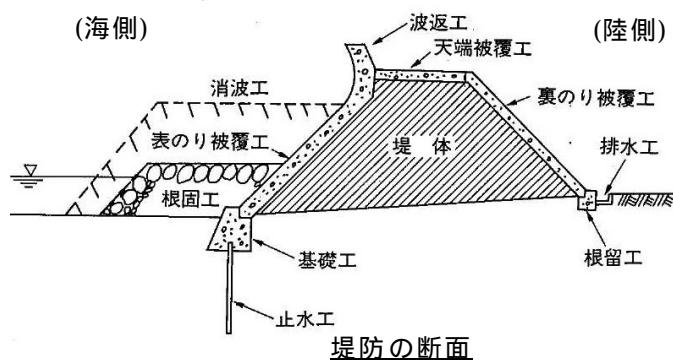 (海側)
波返工
天端被覆工
(陸側)
消波工
裏のり被覆工
表のり被覆工
堤 体
排水工
根固工
基礎工
根留工
止水工
堤防の断面